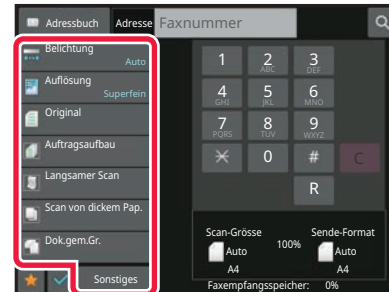 Adressbuch
Adresse
Faxnummer
Belichtung
Auto
Auflösung
Superfein
Original
Auftragsaufbau
Langsamer Scan
Scan von dickem Pap.
Dok.gem.Gr.
Sonstiges
1
2
ABC
3
DEF
4
GHI
5
JKL
6
MNO
7
PQRS
8
TUV
9
WXYZ
0
#
C
R
Scan-Grösse
Sende-Format
Auto
100%
Auto
A4
A4
Faxempfangsspeicher: 0%